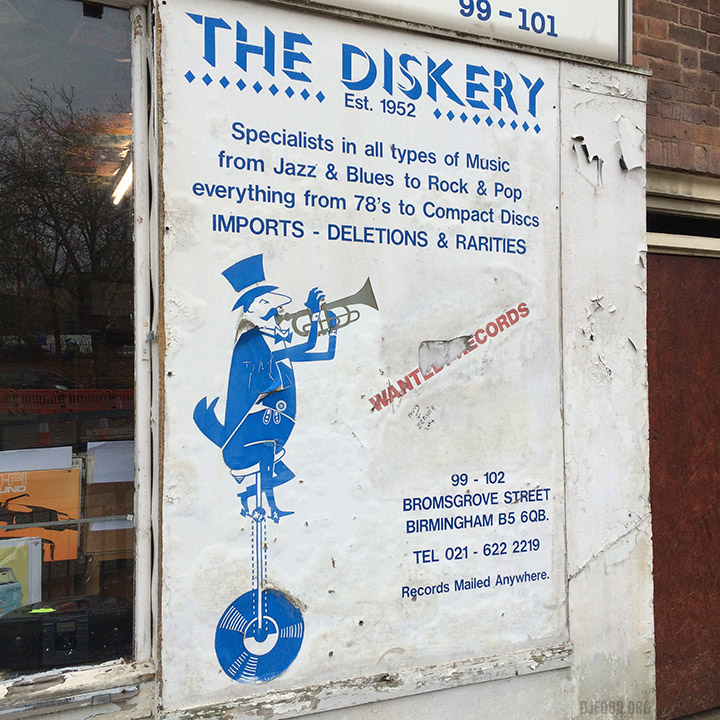 99 - 101
THE DISKERY
Est. 1952
Specialists in all types of Music
from Jazz & Blues to Rock & Pop
everything from 78's to Compact Discs
IMPORTS - DELETIONS & RARITIES
99 - 102
BROMSGROVE STREET
BIRMINGHAM B5 6QB.
TEL 021 - 622 2219
Records Mailed Anywhere.
DJFOOD.ORG